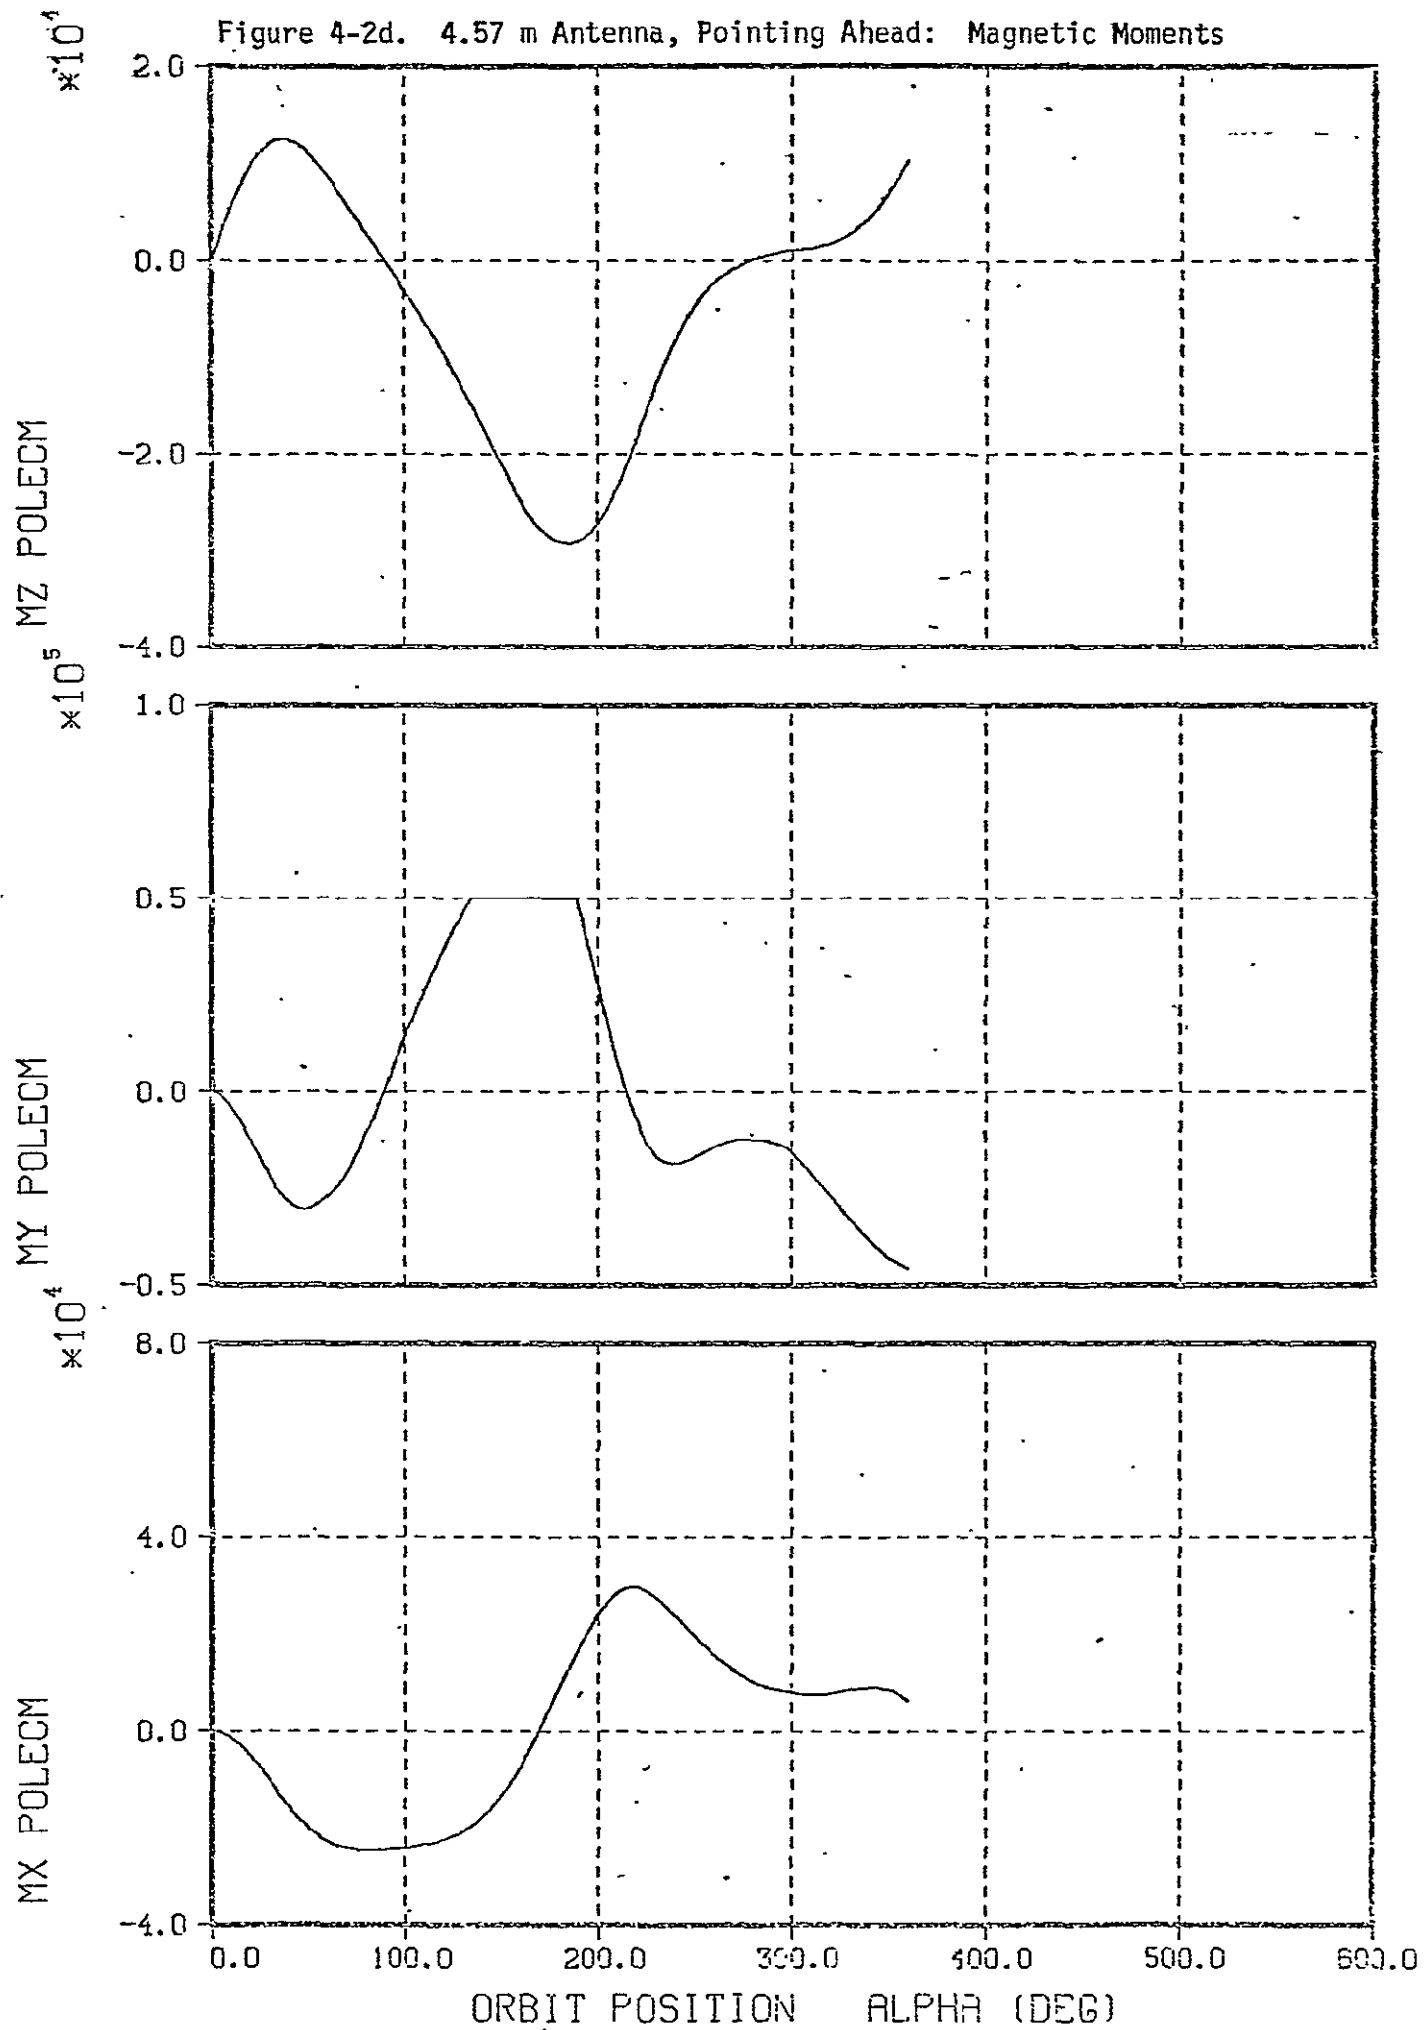 Figure 4-2d. 4.57 m Antenna, Pointing Ahead: Magnetic Moments
MZ POLECM *10⁴
2.0
0.0
-2.0
-4.0
MY POLECM *10⁵
1.0
0.5
0.0
-0.5
MX POLECM *10⁴
8.0
4.0
0.0
-4.0
0.0 100.0 200.0 300.0 400.0 500.0 600.0
ORBIT POSITION ALPHA (DEG)